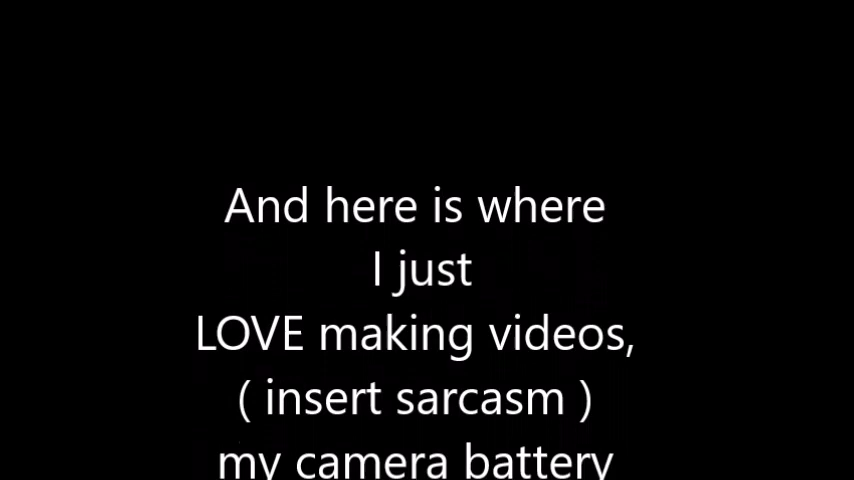 And here is where
I just
LOVE making videos,
( insert sarcasm )
my camera battery